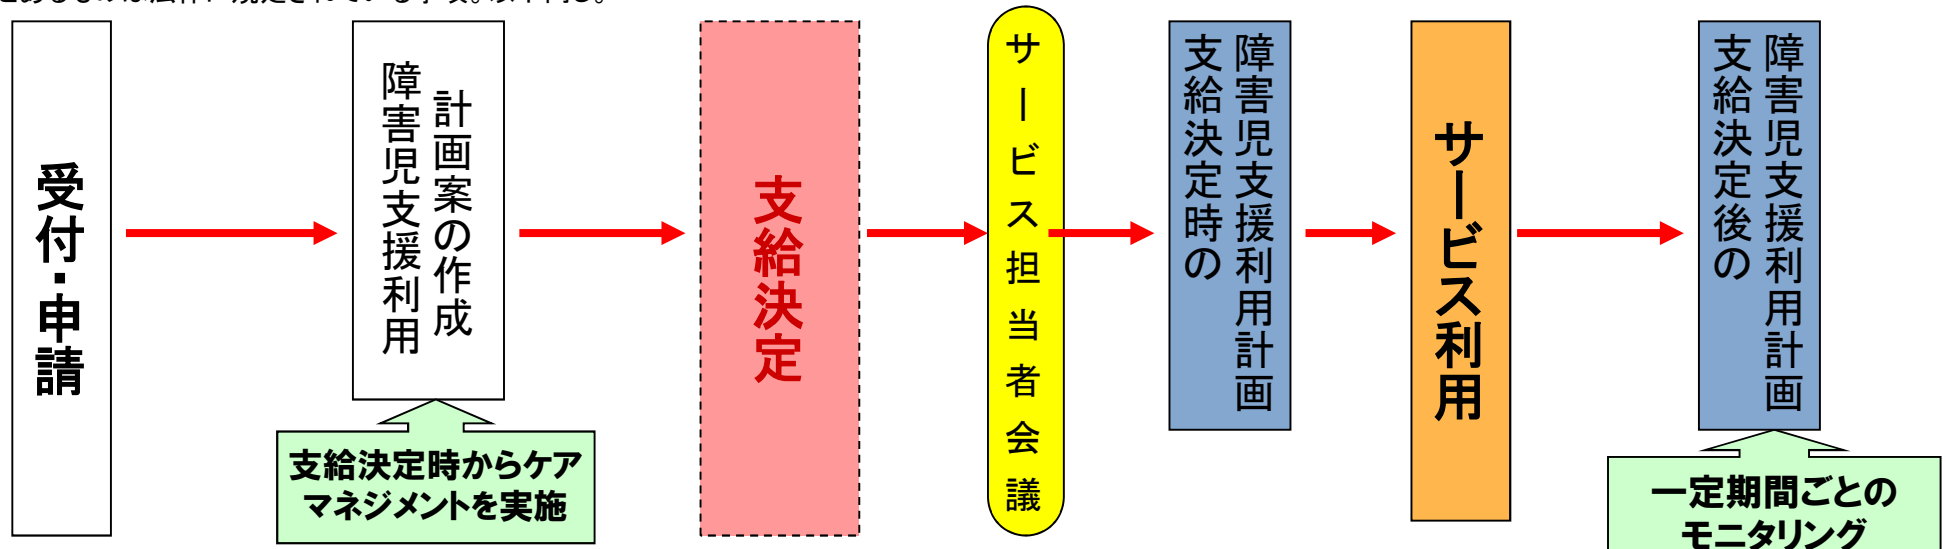 受付・申請
障害児支援利用
計画案の作成
支給決定時からケア
マネジメントを実施
支給決定
サービス担当者会議
支給決定時の
障害児支援利用計画
サービス利用
支給決定後の
障害児支援利用計画
一定期間ごとの
モニタリング